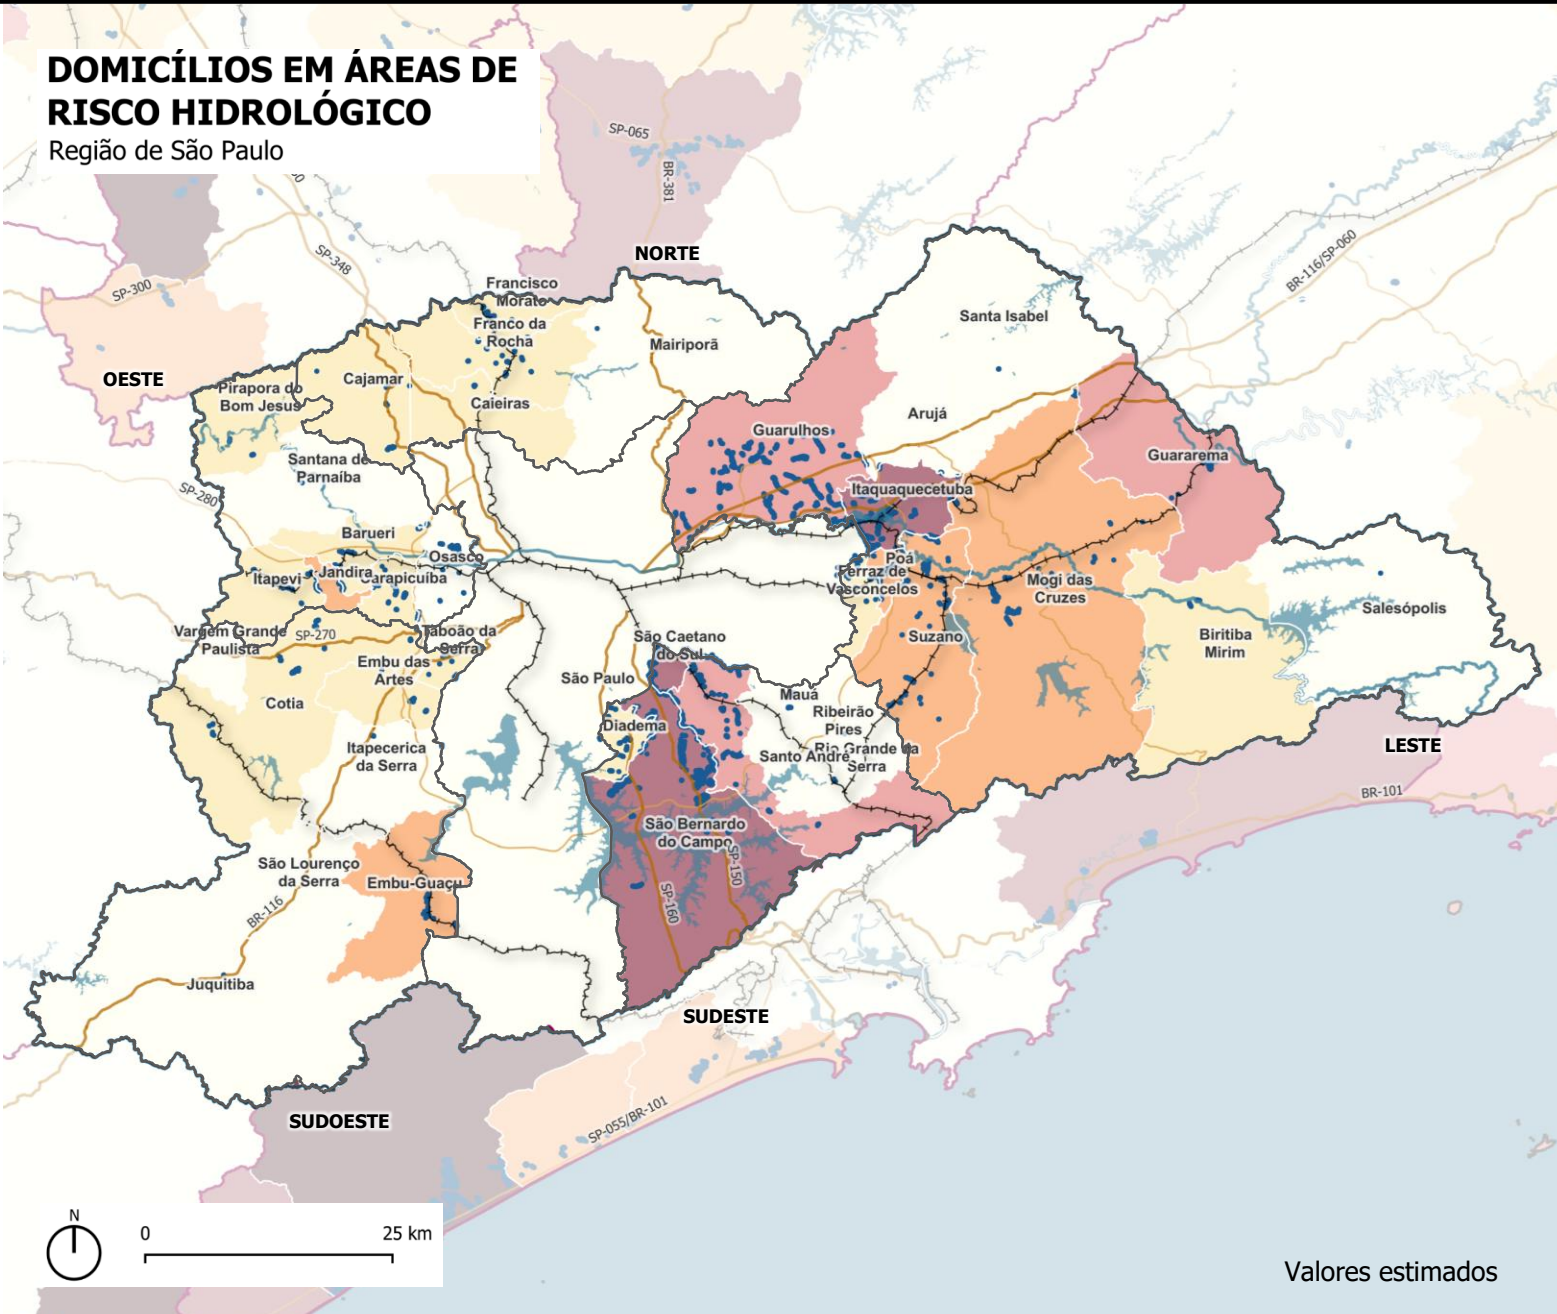 DOMICÍLIOS EM ÁREAS DE
RISCO HIDROLÓGICO
Região de São Paulo
SP-065
BR-381
NORTE
SP-348
SP-300
BR-116/SP-060
Francisco
Morato
Franco da
Rocha
Santa Isabel
Mairiporã
OESTE
Cajamar
Pirapora do
Bom Jesus
Caieiras
Arujá
Guarulhos
Guararema
Santana de
Parnaíba
SP-280
Itaquaquecetuba
Barueri
Osasco
Itapevi
Jandira
Carapicuíba
Poá
Ferraz de
Vasconcelos
Mogi das
Cruzes
Salesópolis
Vargem Grande
Paulista
SP-270
Taboão da
Serra
São Caetano
do Sul
Suzano
Biritiba
Mirim
Embu das
Artes
São Paulo
Cotia
Mauá
Ribeirão
Pires
Diadema
Itapecerica
da Serra
Santo André
Rio Grande da
Serra
LESTE
BR-101
São Bernardo
do Campo
SP-150
SP-160
São Lourenço
da Serra
Embu-Guaçu
BR-116
Juquitiba
SUDESTE
SUDOESTE
SP-055/BR-101
N
0
25 km
Valores estimados